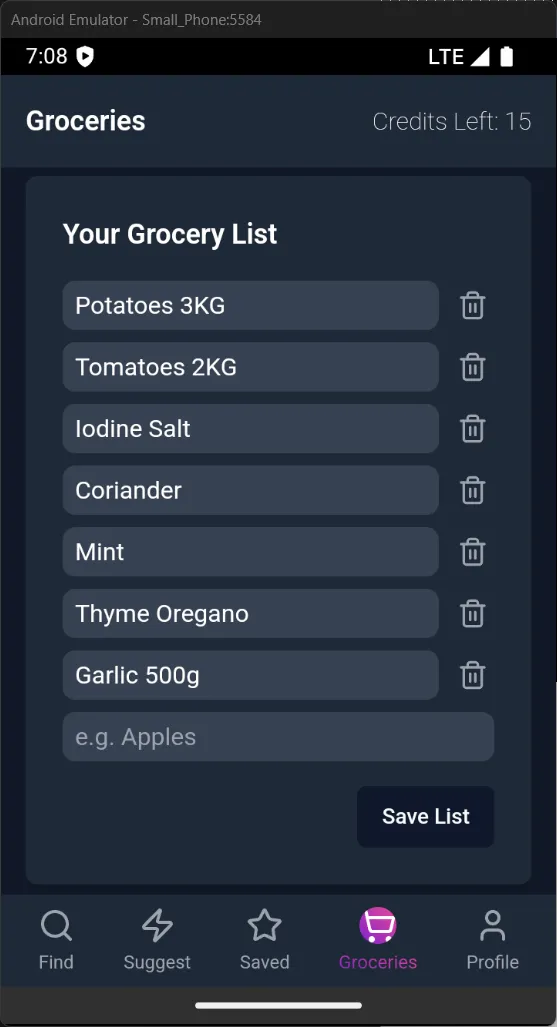 Android Emulator - Small_Phone:5584
7:08 LTE
Groceries Credits Left: 15
Your Grocery List
Potatoes 3KG
Tomatoes 2KG
Iodine Salt
Coriander
Mint
Thyme Oregano
Garlic 500g
e.g. Apples
Save List
Find Suggest Saved Groceries Profile